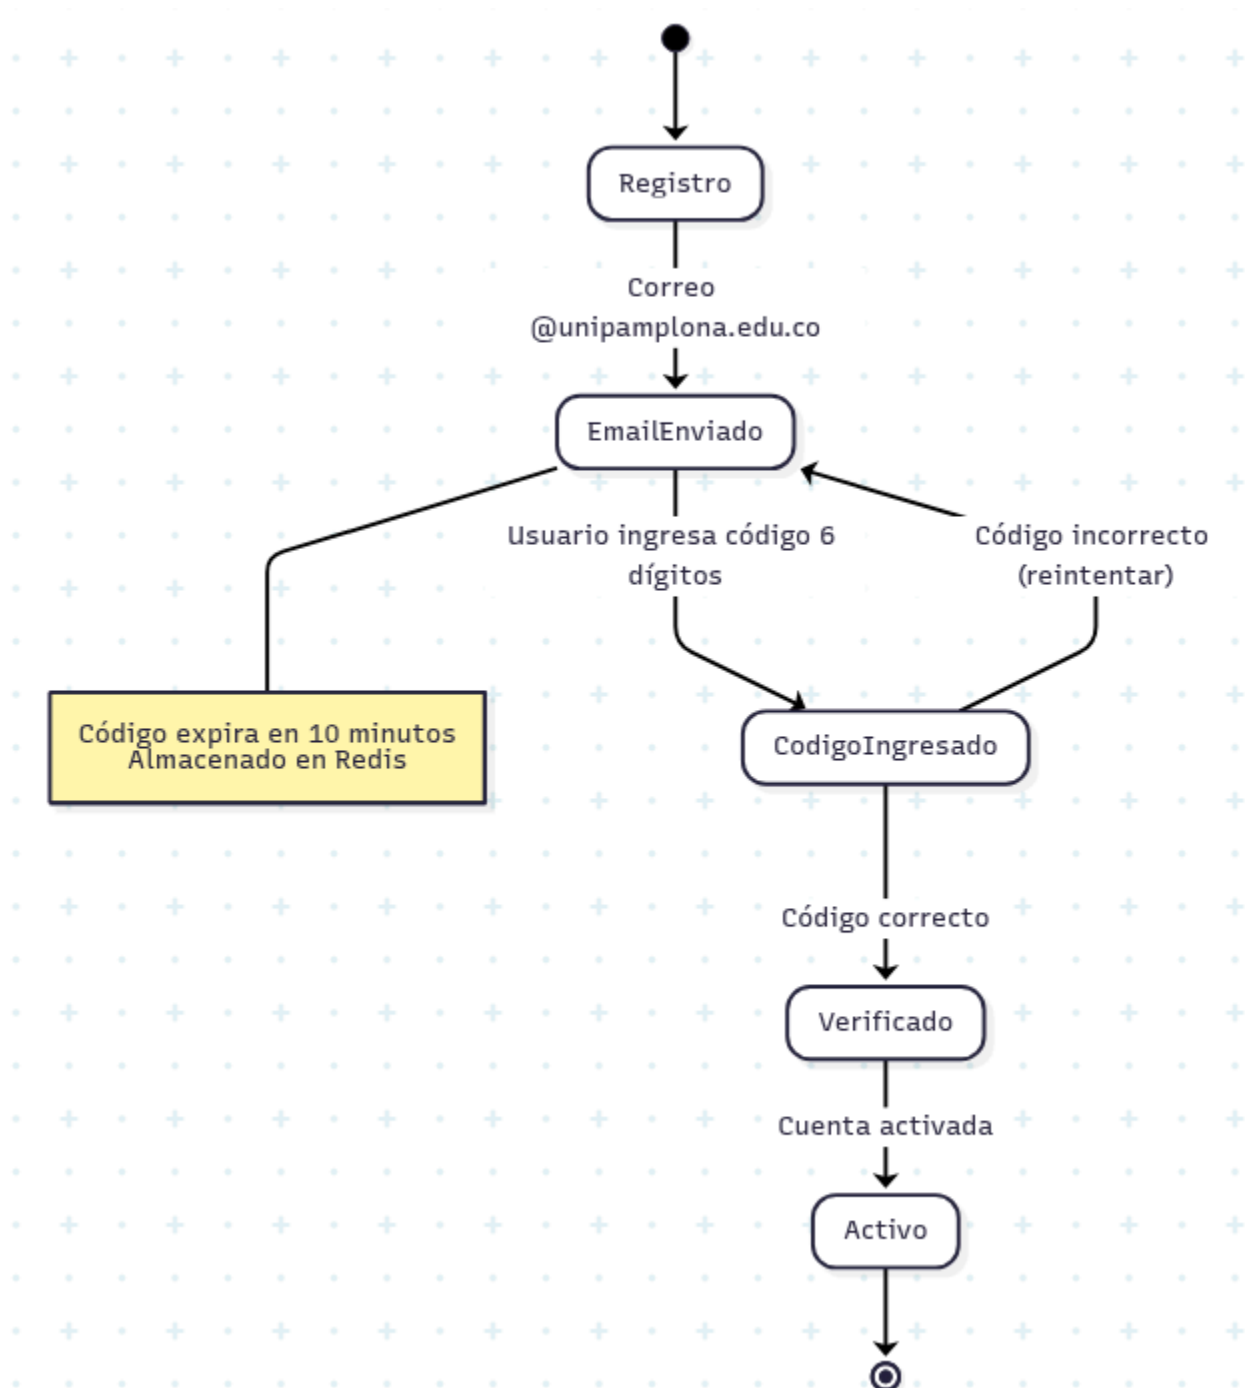 Registro
Correo
@unipamplona.edu.co
EmailEnviado
Usuario ingresa código 6
dígitos
Código incorrecto
(reintentar)
Código expira en 10 minutos
Almacenado en Redis
CodigoIngresado
Código correcto
Verificado
Cuenta activada
Activo